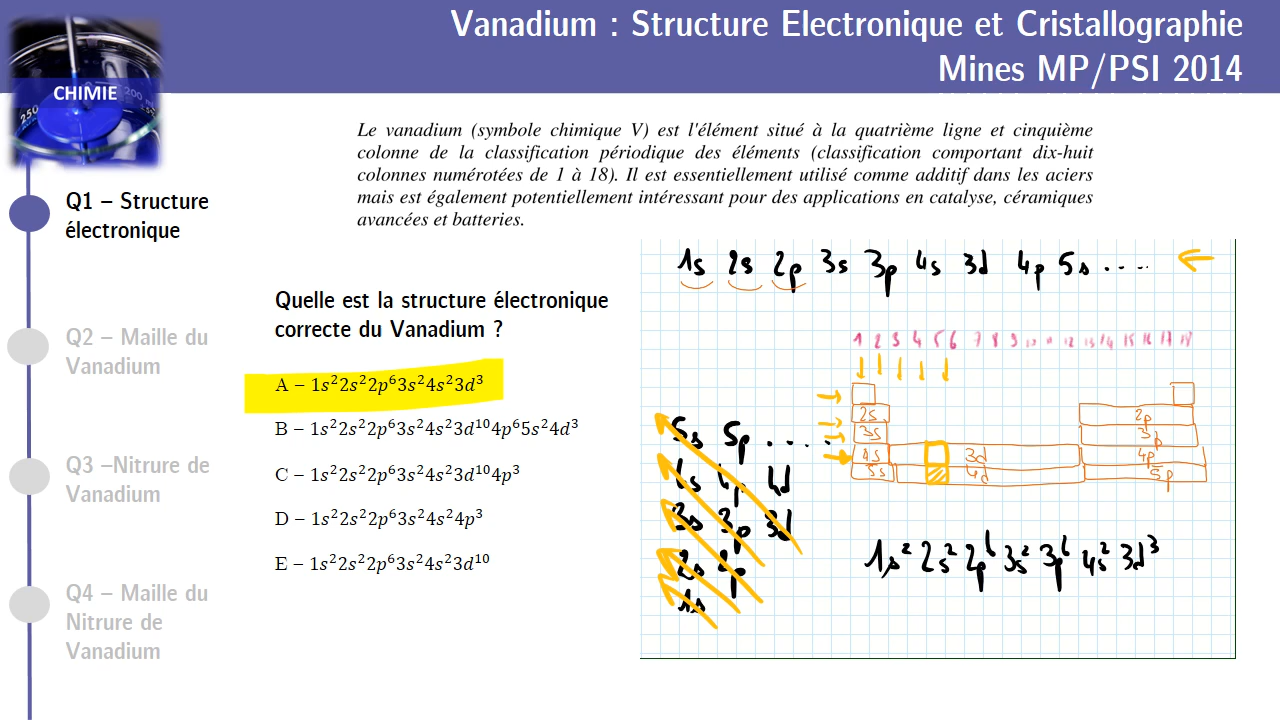 Vanadium : Structure Electronique et Cristallographie
Mines MP/PSI 2014
CHIMIE
250
200
Le vanadium (symbole chimique V) est l'élément situé à la quatrième ligne et cinquième
colonne de la classification périodique des éléments (classification comportant dix-huit
colonnes numérotées de 1 à 18). Il est essentiellement utilisé comme additif dans les aciers
mais est également potentiellement intéressant pour des applications en catalyse, céramiques
avancées et batteries.
Q1 – Structure
électronique
Q2 – Maille du
Vanadium
Q3 –Nitrure de
Vanadium
Q4 – Maille du
Nitrure de
Vanadium
Quelle est la structure électronique
correcte du Vanadium ?
A – 1s²2s²2p⁶3s²4s²3d³
B – 1s²2s²2p⁶3s²4s²3d¹⁰4p⁶5s²4d³
C – 1s²2s²2p⁶3s²4s²3d¹⁰4p³
D – 1s²2s²2p⁶3s²4s²4p³
E – 1s²2s²2p⁶3s²4s²3d¹⁰
1s 2s 2p 3s 3p 4s 3d 4p 5s ....
1 2 3 4 5 6 7 8 9 10 11 12 13 14 15 16 17 18
2s 2p
3s 3p
4s 3d 4p
5s 4d 5p
5s 5p ....
4s 4p 4d
3s 3p 3d
2s 2p
1s
1s² 2s² 2p⁶ 3s² 3p⁶ 4s² 3d³